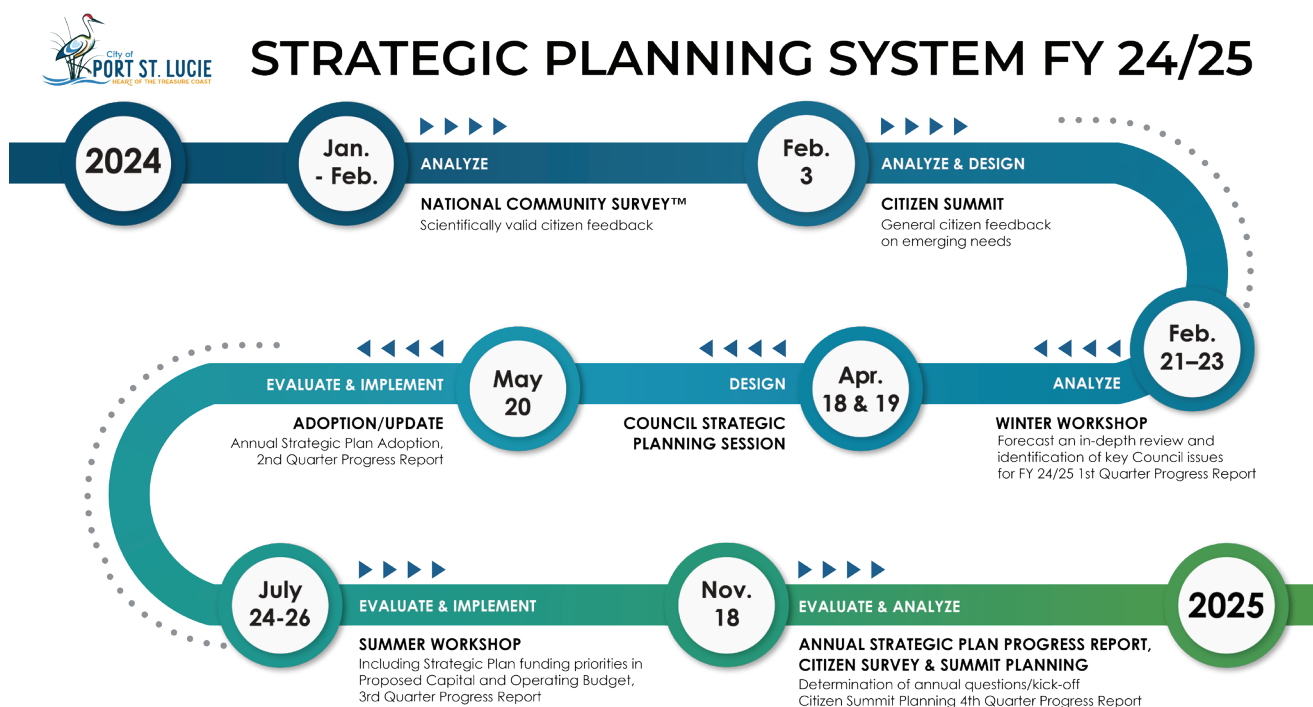 City of
PORT ST. LUCIE
HEART OF THE TREASURE COAST
STRATEGIC PLANNING SYSTEM FY 24/25
2024
Jan.
- Feb.
ANALYZE
NATIONAL COMMUNITY SURVEY™
Scientifically valid citizen feedback
Feb.
3
ANALYZE & DESIGN
CITIZEN SUMMIT
General citizen feedback
on emerging needs
Feb.
21–23
ANALYZE
WINTER WORKSHOP
Forecast an in-depth review and
identification of key Council issues
for FY 24/25 1st Quarter Progress Report
Apr.
18 & 19
DESIGN
COUNCIL STRATEGIC
PLANNING SESSION
May
20
EVALUATE & IMPLEMENT
ADOPTION/UPDATE
Annual Strategic Plan Adoption,
2nd Quarter Progress Report
July
24-26
EVALUATE & IMPLEMENT
SUMMER WORKSHOP
Including Strategic Plan funding priorities in
Proposed Capital and Operating Budget,
3rd Quarter Progress Report
Nov.
18
EVALUATE & ANALYZE
ANNUAL STRATEGIC PLAN PROGRESS REPORT,
CITIZEN SURVEY & SUMMIT PLANNING
Determination of annual questions/kick-off
Citizen Summit Planning 4th Quarter Progress Report
2025